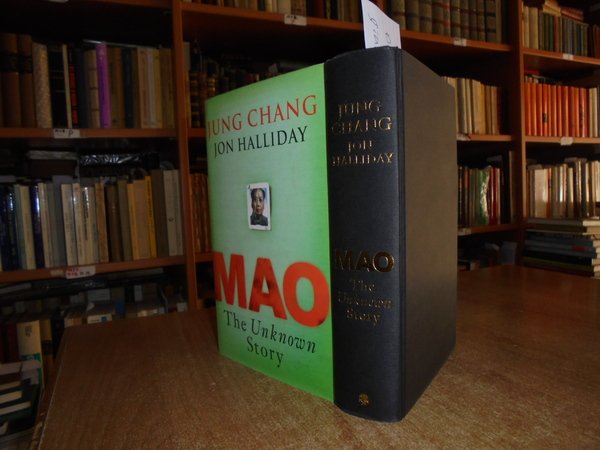 JUNG CHANG
JON HALLIDAY
MAO
The Unknown
Story
JUNG
CHANG
JON
HALLIDAY
MAO
The
Unknown
Story